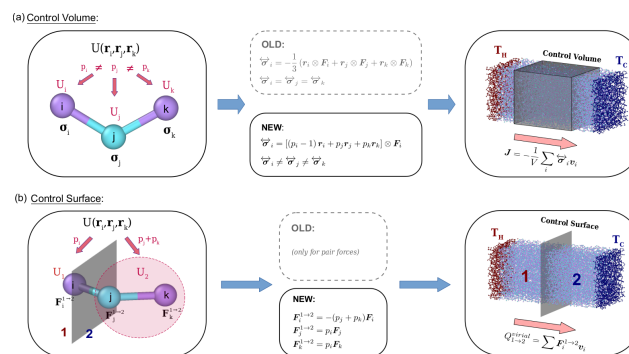 (a) Control Volume:
U(r_i,r_j,r_k)
p_i ≠ p_j ≠ p_k
U_i
U_j
U_k
i
j
k
σ_i
σ_j
σ_k
OLD:
σ⃡_i = −1/3 (r_i ⊗ F_i + r_j ⊗ F_j + r_k ⊗ F_k)
σ⃡_i = σ⃡_j = σ⃡_k
NEW:
σ⃡_i = [(p_i − 1) r_i + p_j r_j + p_k r_k] ⊗ F_i
σ⃡_i ≠ σ⃡_j ≠ σ⃡_k
T_H
Control Volume
T_C
J = −1/V ∑_i σ⃡_i v_i
(b) Control Surface:
U(r_i,r_j,r_k)
p_i
p_j+p_k
U_1
U_2
i
j
k
F_i^{1→2}
F_j^{1→2}
F_k^{1→2}
1
2
OLD:
(only for pair forces)
NEW:
F_i^{1→2} = −(p_j + p_k)F_i
F_j^{1→2} = p_i F_j
F_k^{1→2} = p_i F_k
Control Surface
T_H
T_C
1
2
Q_{1→2}^{virial} = ∑ F_i^{1→2} v_i